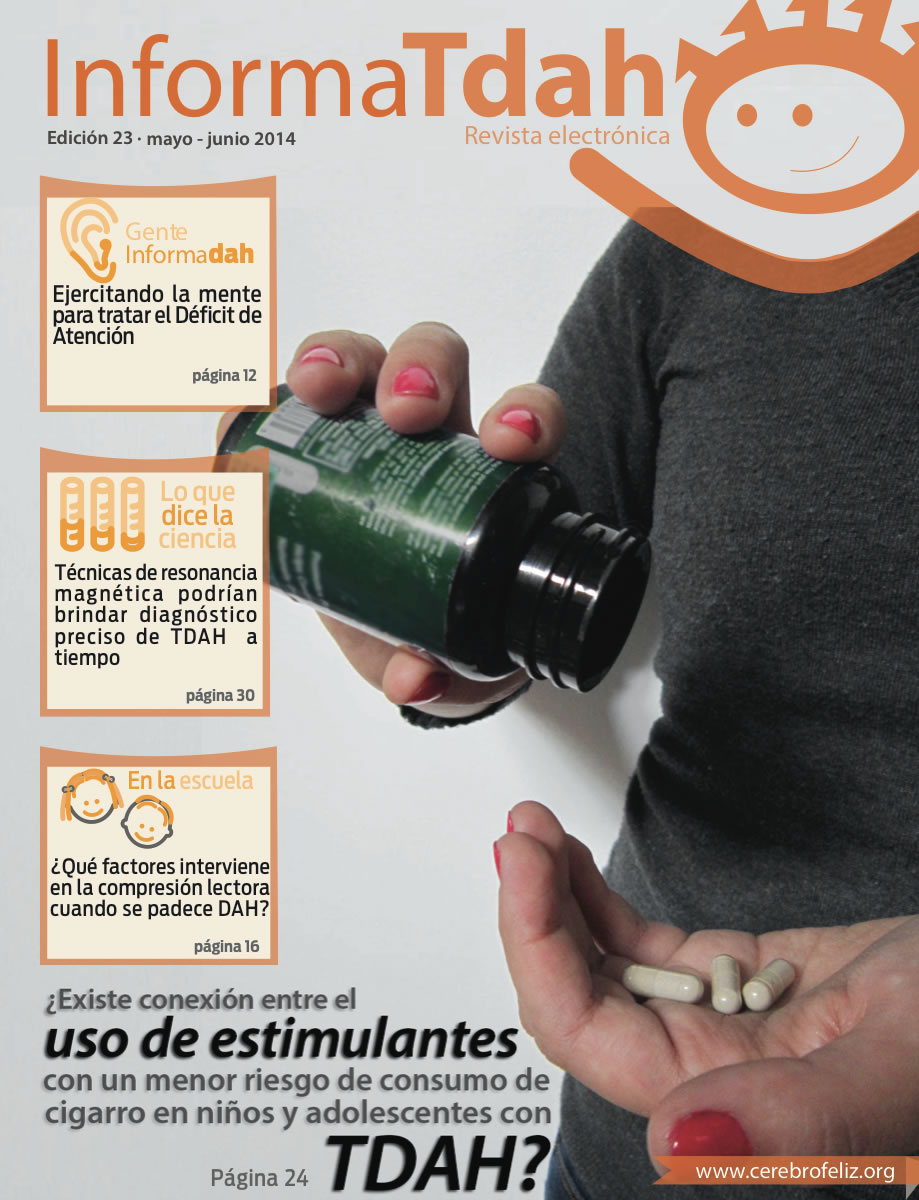 InformaTdah
Edición 23 · mayo - junio 2014
Revista electrónica
Gente
Informadah
Ejercitando la mente
para tratar el Déficit de
Atención
página 12
Lo que
dice la
ciencia
Técnicas de resonancia
magnética podrían
brindar diagnóstico
preciso de TDAH a
tiempo
página 30
En la escuela
¿Qué factores interviene
en la compresión lectora
cuando se padece DAH?
página 16
¿Existe conexión entre el
uso de estimulantes
con un menor riesgo de consumo de
cigarro en niños y adolescentes con
TDAH?
Página 24
www.cerebrofeliz.org